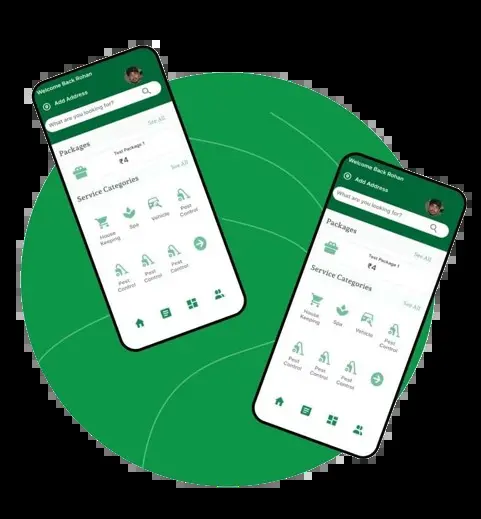 Welcome Back Rohan
Add Address
What are you looking for?
Packages
See All
Test Package 1
₹4
Service Categories
See All
House
Keeping
Spa
Vehicle
Pest
Control
Pest
Control
Pest
Control
Pest
Control
Welcome Back Rohan
Add Address
What are you looking for?
Packages
See All
Test Package 1
₹4
Service Categories
See All
House
Keeping
Spa
Vehicle
Pest
Control
Pest
Control
Pest
Control
Pest
Control